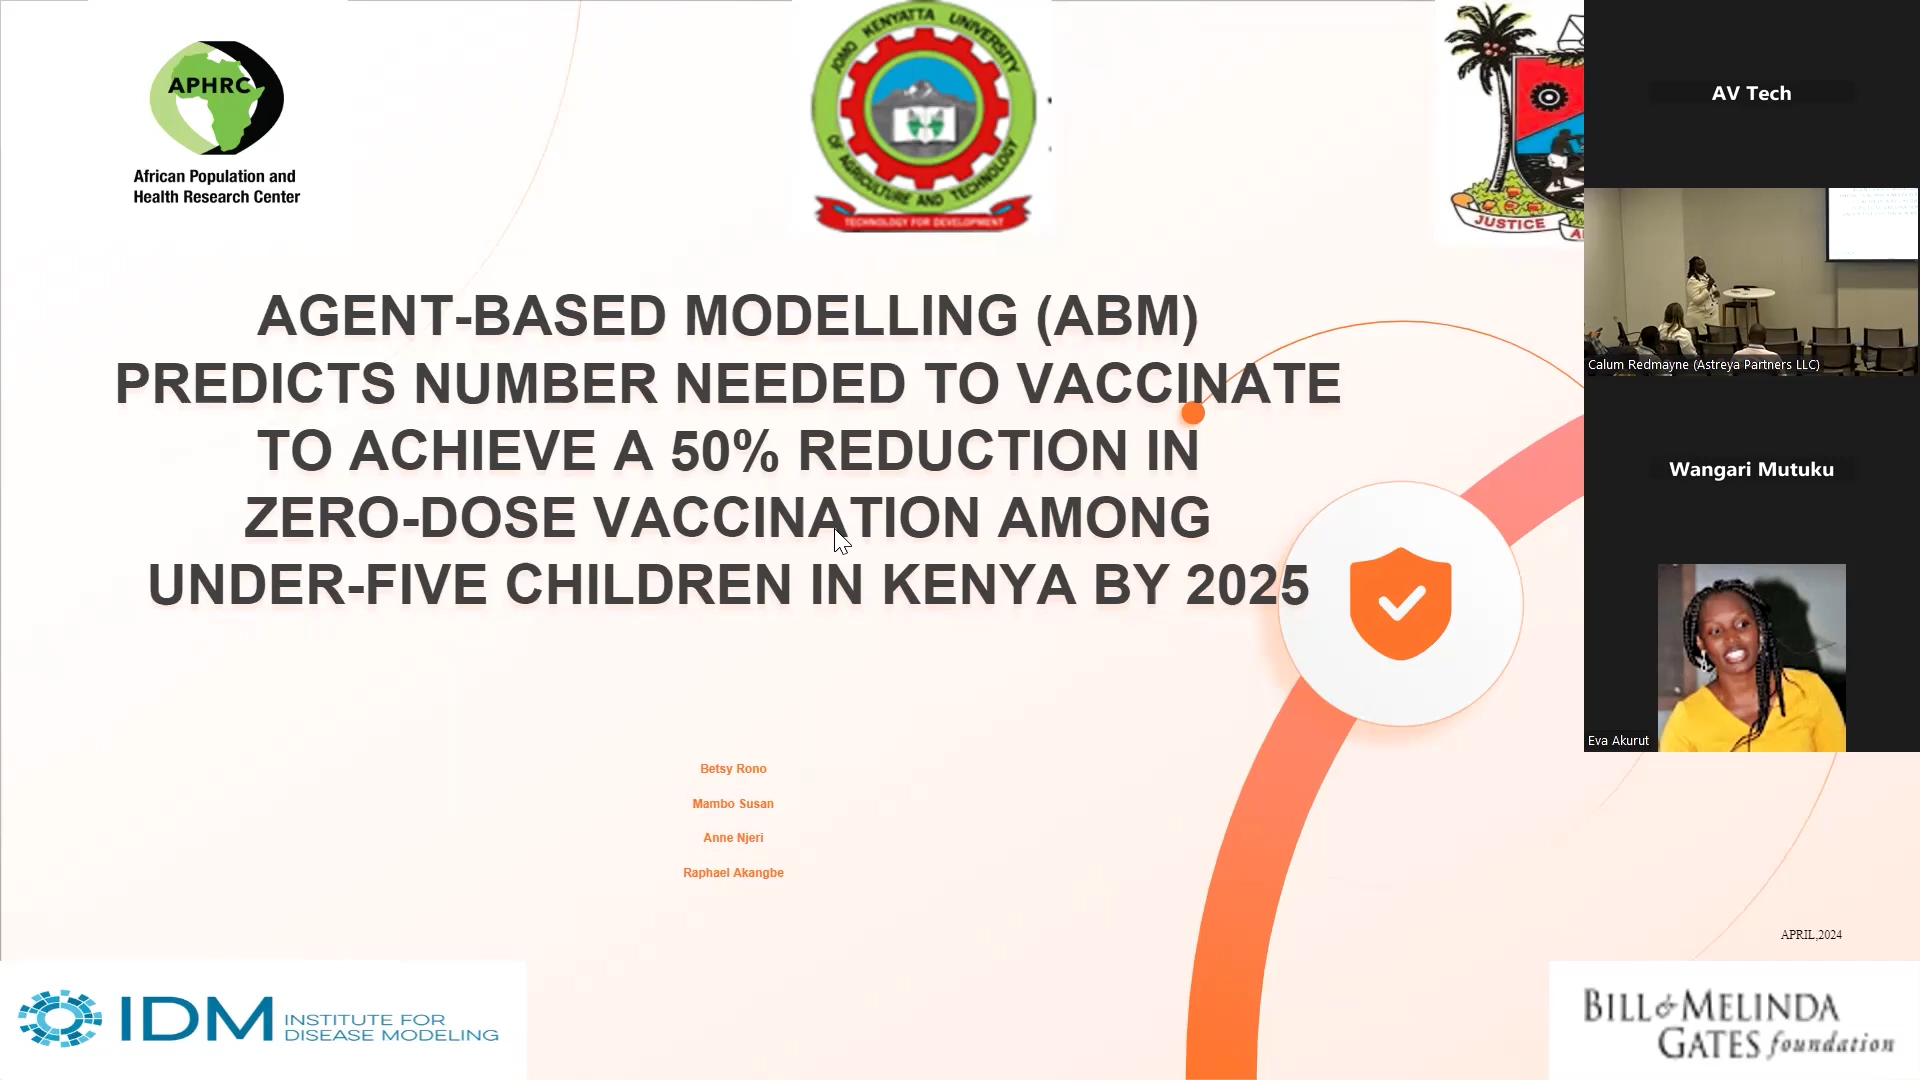 APHRC
African Population and
Health Research Center
JOMO KENYATTA UNIVERSITY
OF AGRICULTURE AND TECHNOLOGY
TECHNOLOGY FOR DEVELOPMENT
JUSTICE
AGENT-BASED MODELLING (ABM)
PREDICTS NUMBER NEEDED TO VACCINATE
TO ACHIEVE A 50% REDUCTION IN
ZERO-DOSE VACCINATION AMONG
UNDER-FIVE CHILDREN IN KENYA BY 2025
Betsy Rono
Mambo Susan
Anne Njeri
Raphael Akangbe
APRIL,2024
IDM INSTITUTE FOR
DISEASE MODELING
BILL & MELINDA
GATES foundation
AV Tech
Calum Redmayne (Astreya Partners LLC)
Wangari Mutuku
Eva Akurut